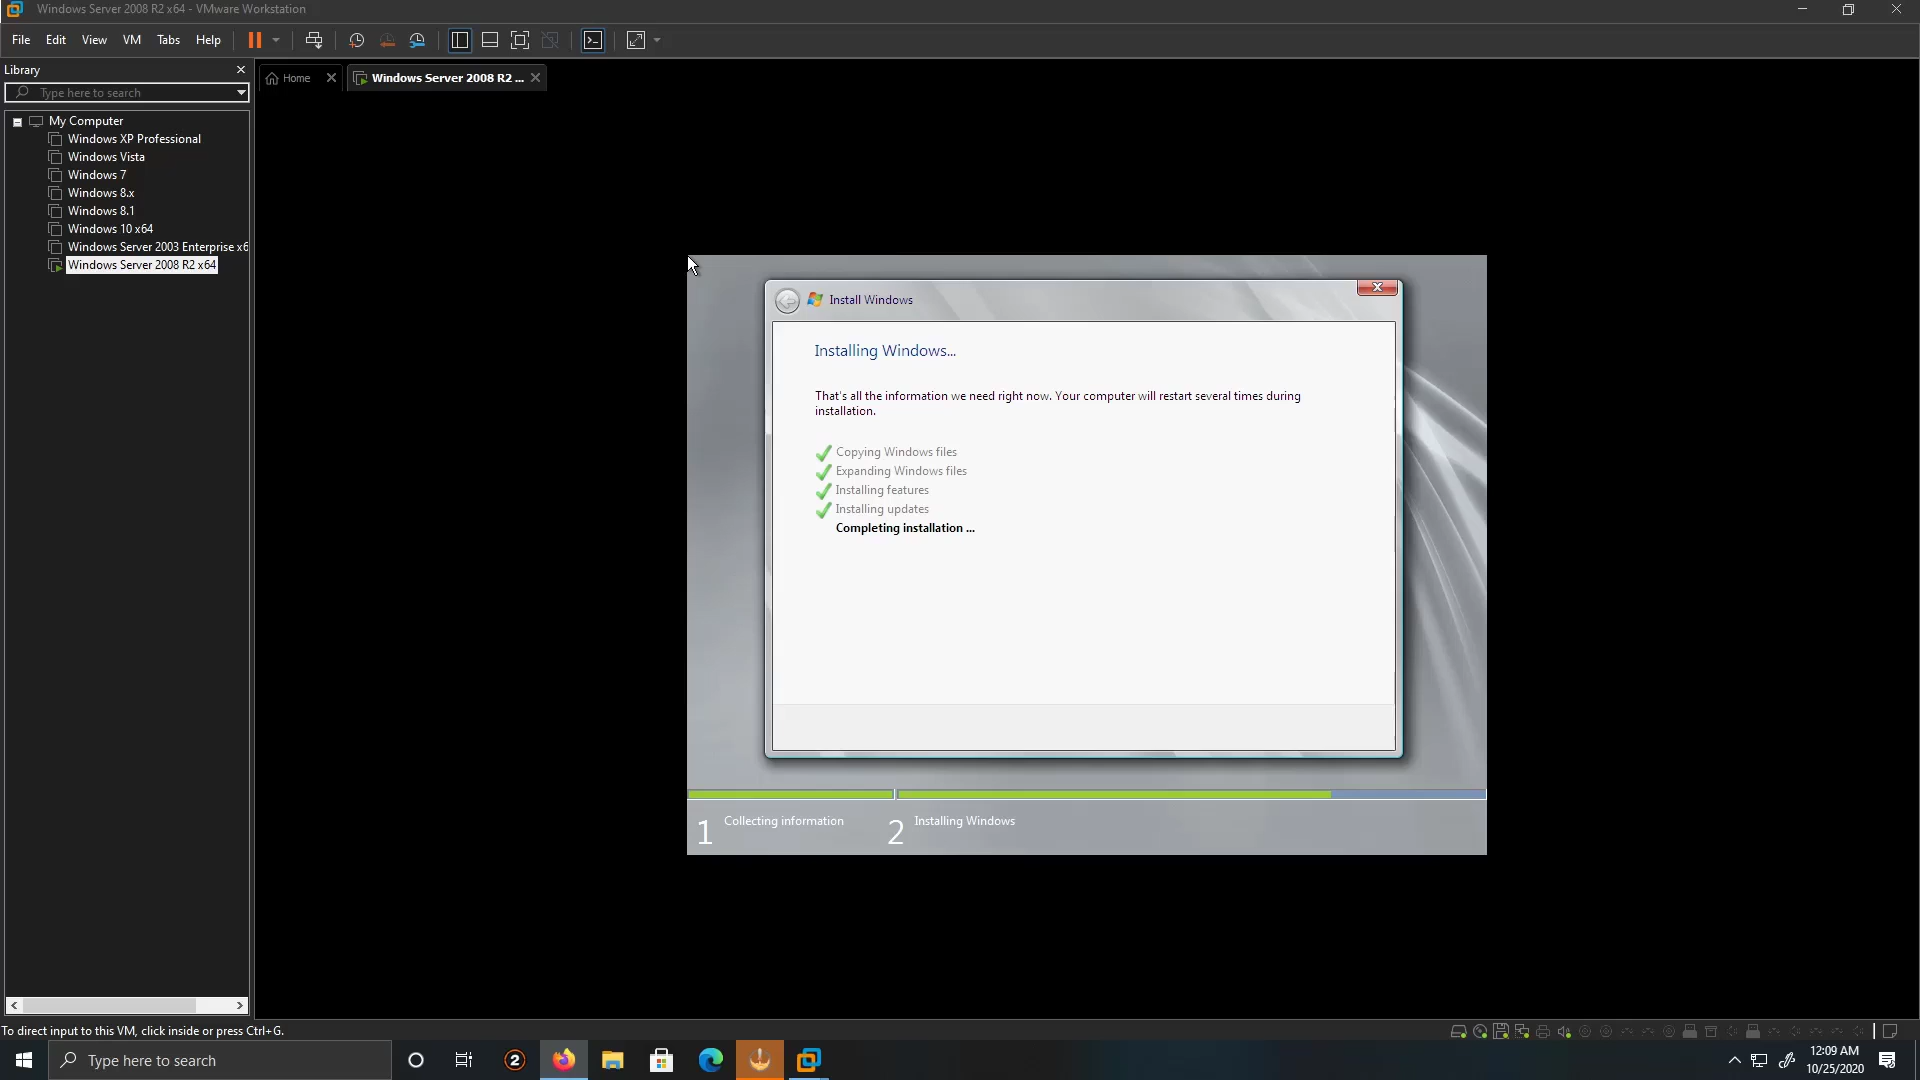 Windows Server 2008 R2 x64 - VMware Workstation
File Edit View VM Tabs Help
Library
Type here to search
Home
Windows Server 2008 R2 ...
My Computer
Windows XP Professional
Windows Vista
Windows 7
Windows 8.x
Windows 8.1
Windows 10 x64
Windows Server 2003 Enterprise x6
Windows Server 2008 R2 x64
Install Windows
Installing Windows...
That's all the information we need right now. Your computer will restart several times during
installation.
Copying Windows files
Expanding Windows files
Installing features
Installing updates
Completing installation ...
1 Collecting information
2 Installing Windows
To direct input to this VM, click inside or press Ctrl+G.
Type here to search
2
12:09 AM
10/25/2020